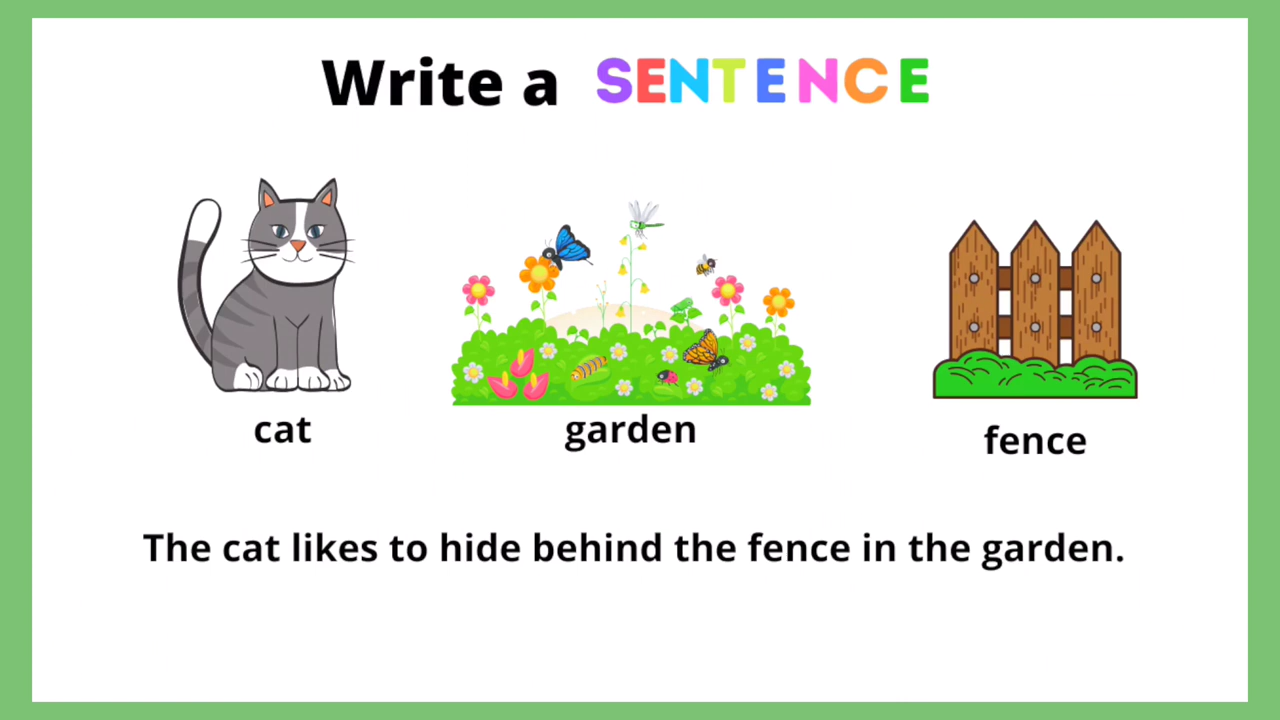 Write a SENTENCE
cat
garden
fence
The cat likes to hide behind the fence in the garden.